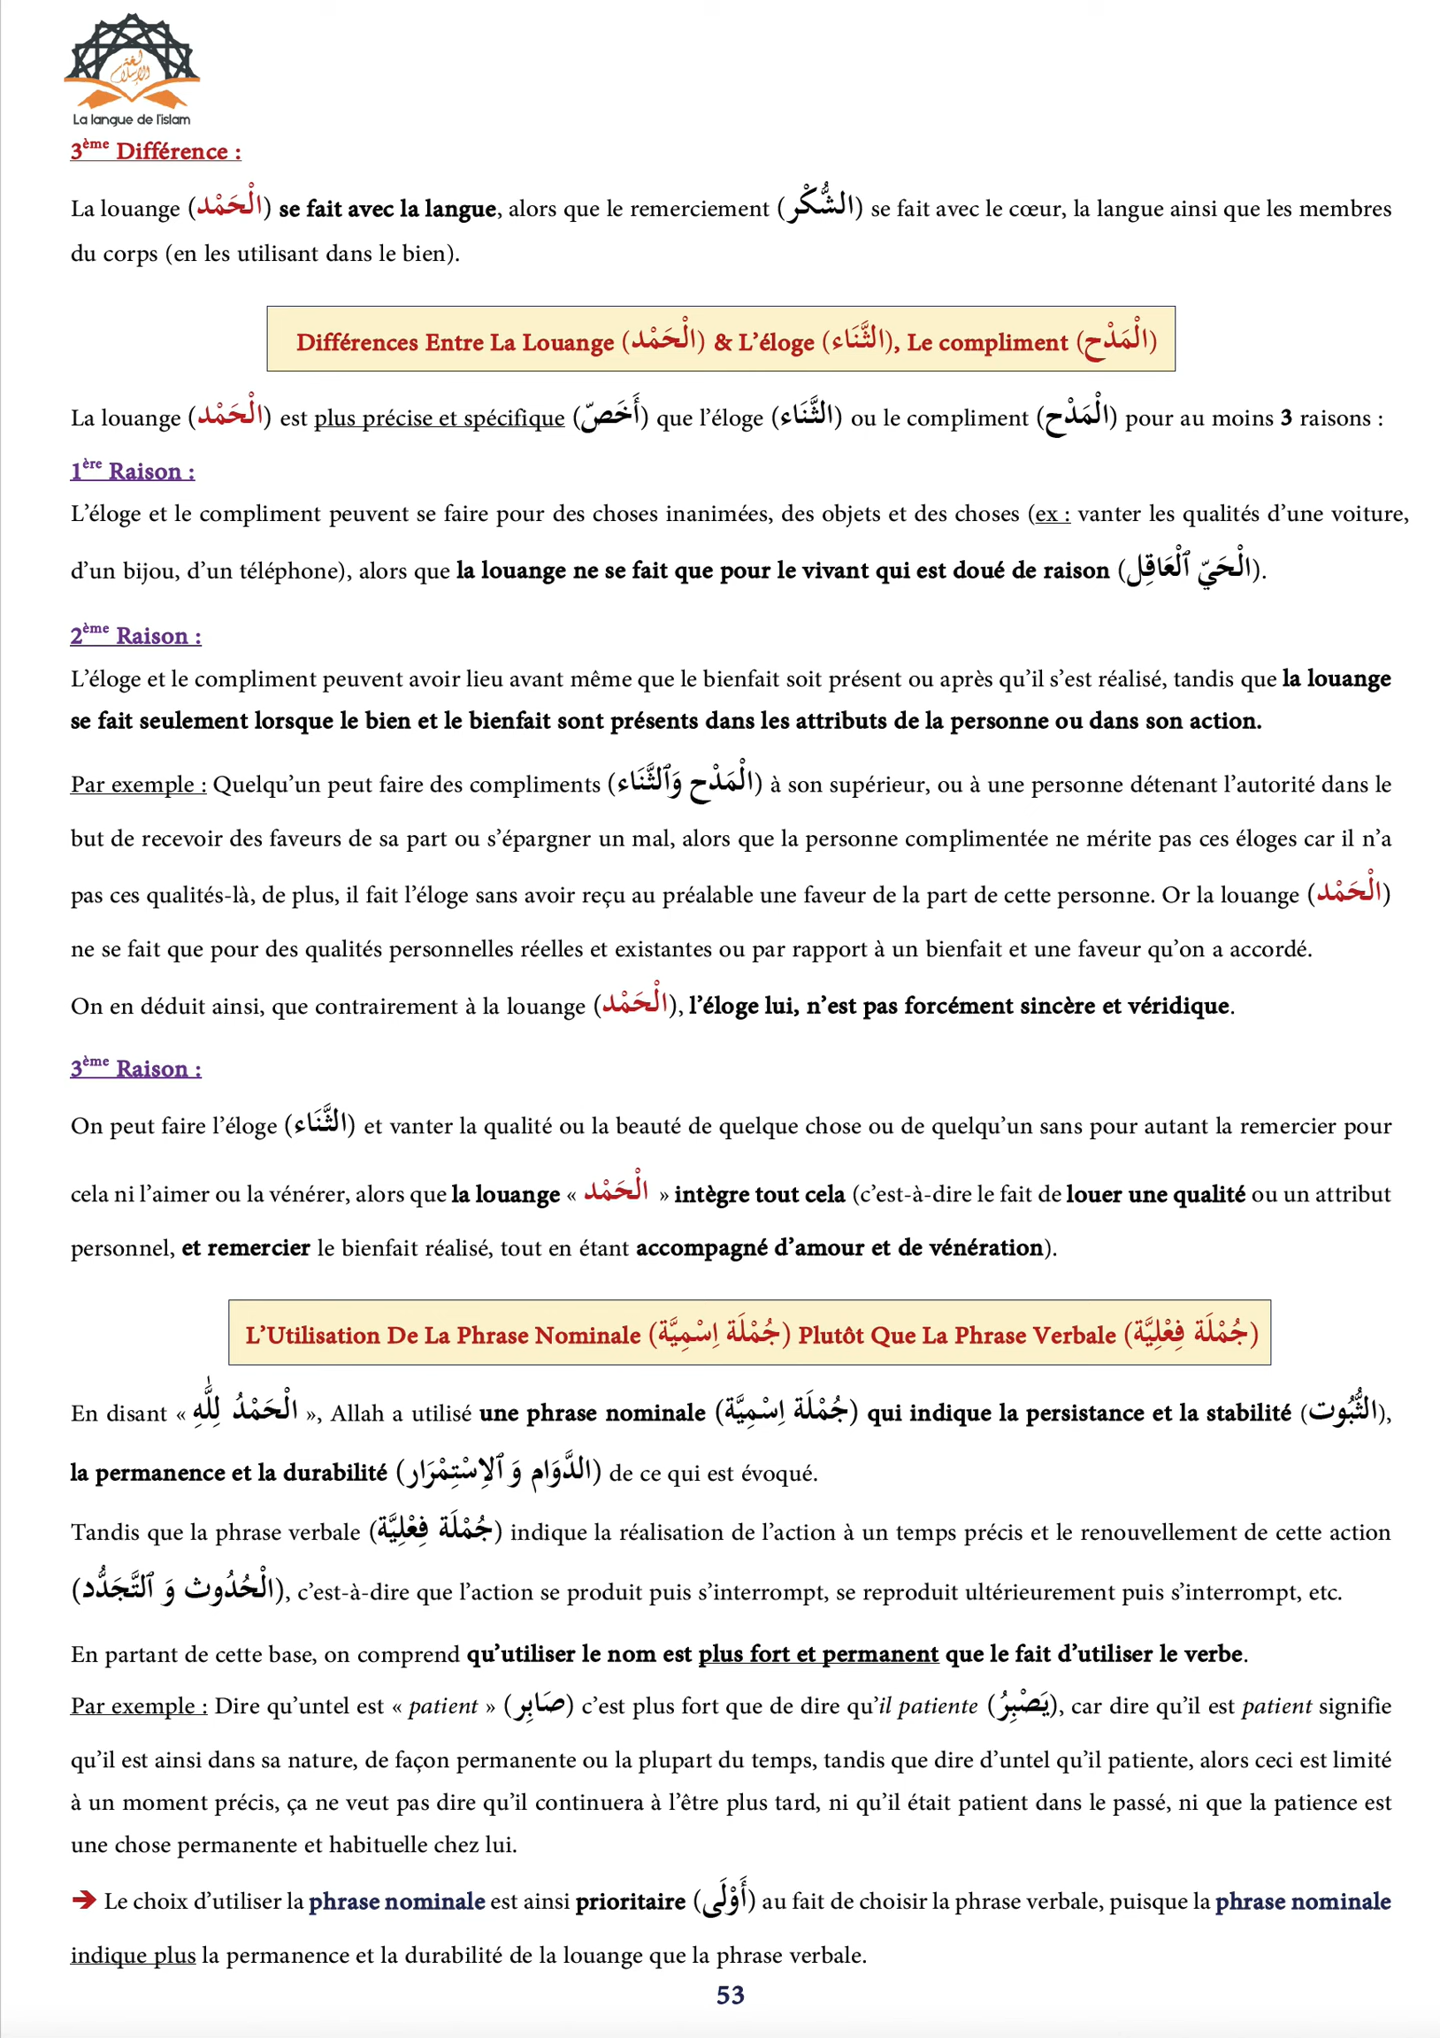 لغة الإسلام
La langue de l'islam
3ème Différence :
La louange (الْحَمْد) se fait avec la langue, alors que le remerciement (الشُّكْر) se fait avec le cœur, la langue ainsi que les membres
du corps (en les utilisant dans le bien).
Différences Entre La Louange (الْحَمْد) & L’éloge (الثَّنَاء), Le compliment (الْمَدْح)
La louange (الْحَمْد) est plus précise et spécifique (أَخَصّ) que l’éloge (الثَّنَاء) ou le compliment (الْمَدْح) pour au moins 3 raisons :
1ère Raison :
L’éloge et le compliment peuvent se faire pour des choses inanimées, des objets et des choses (ex : vanter les qualités d’une voiture,
d’un bijou, d’un téléphone), alors que la louange ne se fait que pour le vivant qui est doué de raison (الْحَيّ ٱلْعَاقِل).
2ème Raison :
L’éloge et le compliment peuvent avoir lieu avant même que le bienfait soit présent ou après qu’il s’est réalisé, tandis que la louange
se fait seulement lorsque le bien et le bienfait sont présents dans les attributs de la personne ou dans son action.
Par exemple : Quelqu’un peut faire des compliments (الْمَدْح وَٱلثَّنَاء) à son supérieur, ou à une personne détenant l’autorité dans le
but de recevoir des faveurs de sa part ou s’épargner un mal, alors que la personne complimentée ne mérite pas ces éloges car il n’a
pas ces qualités-là, de plus, il fait l’éloge sans avoir reçu au préalable une faveur de la part de cette personne. Or la louange (الْحَمْد)
ne se fait que pour des qualités personnelles réelles et existantes ou par rapport à un bienfait et une faveur qu’on a accordé.
On en déduit ainsi, que contrairement à la louange (الْحَمْد), l’éloge lui, n’est pas forcément sincère et véridique.
3ème Raison :
On peut faire l’éloge (الثَّنَاء) et vanter la qualité ou la beauté de quelque chose ou de quelqu’un sans pour autant la remercier pour
cela ni l’aimer ou la vénérer, alors que la louange « الْحَمْد » intègre tout cela (c’est-à-dire le fait de louer une qualité ou un attribut
personnel, et remercier le bienfait réalisé, tout en étant accompagné d’amour et de vénération).
L’Utilisation De La Phrase Nominale (جُمْلَة اِسْمِيَّة) Plutôt Que La Phrase Verbale (جُمْلَة فِعْلِيَّة)
En disant « الْحَمْدُ لِلَّهِ », Allah a utilisé une phrase nominale (جُمْلَة اِسْمِيَّة) qui indique la persistance et la stabilité (الثُّبُوت),
la permanence et la durabilité (الدَّوَام وَ ٱلِاسْتِمْرَار) de ce qui est évoqué.
Tandis que la phrase verbale (جُمْلَة فِعْلِيَّة) indique la réalisation de l’action à un temps précis et le renouvellement de cette action
(الْحُدُوث وَ ٱلتَّجَدُّد), c’est-à-dire que l’action se produit puis s’interrompt, se reproduit ultérieurement puis s’interrompt, etc.
En partant de cette base, on comprend qu’utiliser le nom est plus fort et permanent que le fait d’utiliser le verbe.
Par exemple : Dire qu’untel est « patient » (صَابِر) c’est plus fort que de dire qu’il patiente (يَصْبِرُ), car dire qu’il est patient signifie
qu’il est ainsi dans sa nature, de façon permanente ou la plupart du temps, tandis que dire d’untel qu’il patiente, alors ceci est limité
à un moment précis, ça ne veut pas dire qu’il continuera à l’être plus tard, ni qu’il était patient dans le passé, ni que la patience est
une chose permanente et habituelle chez lui.
➔ Le choix d’utiliser la phrase nominale est ainsi prioritaire (أَوْلَى) au fait de choisir la phrase verbale, puisque la phrase nominale
indique plus la permanence et la durabilité de la louange que la phrase verbale.
53